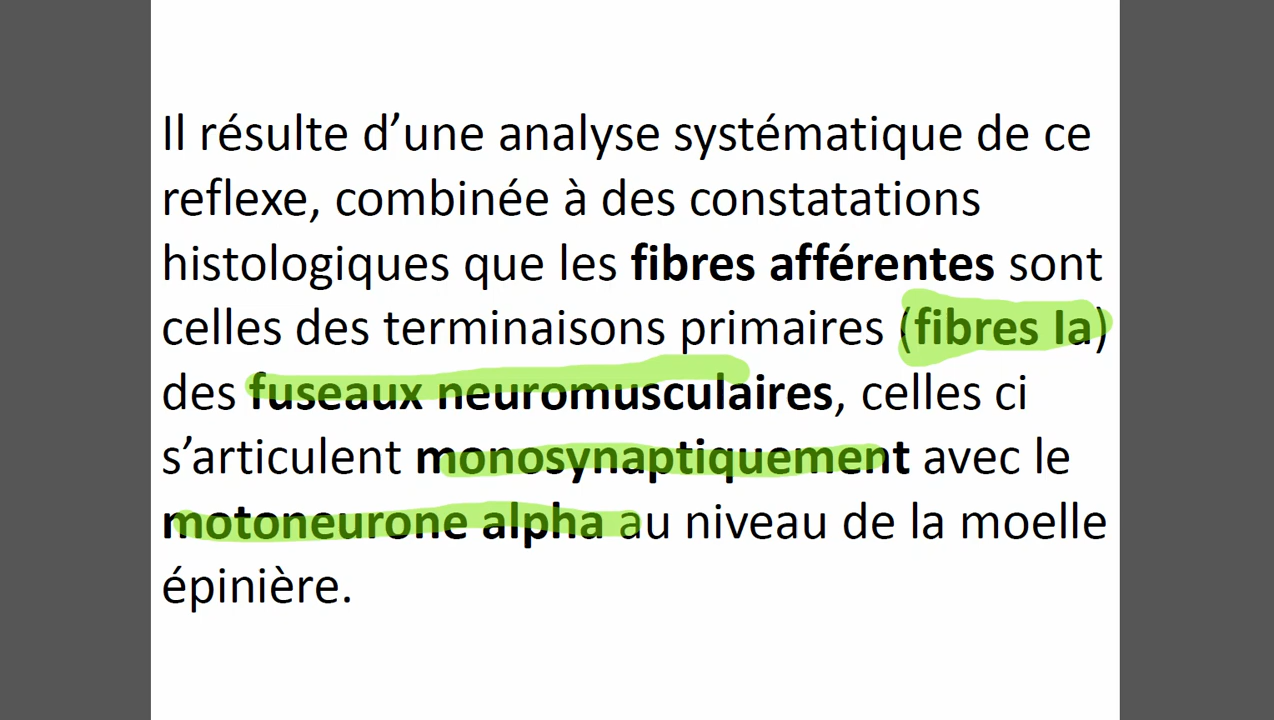 Il résulte d’une analyse systématique de ce
reflexe, combinée à des constatations
histologiques que les fibres afférentes sont
celles des terminaisons primaires (fibres Ia)
des fuseaux neuromusculaires, celles ci
s’articulent monosynaptiquement avec le
motoneurone alpha au niveau de la moelle
épinière.